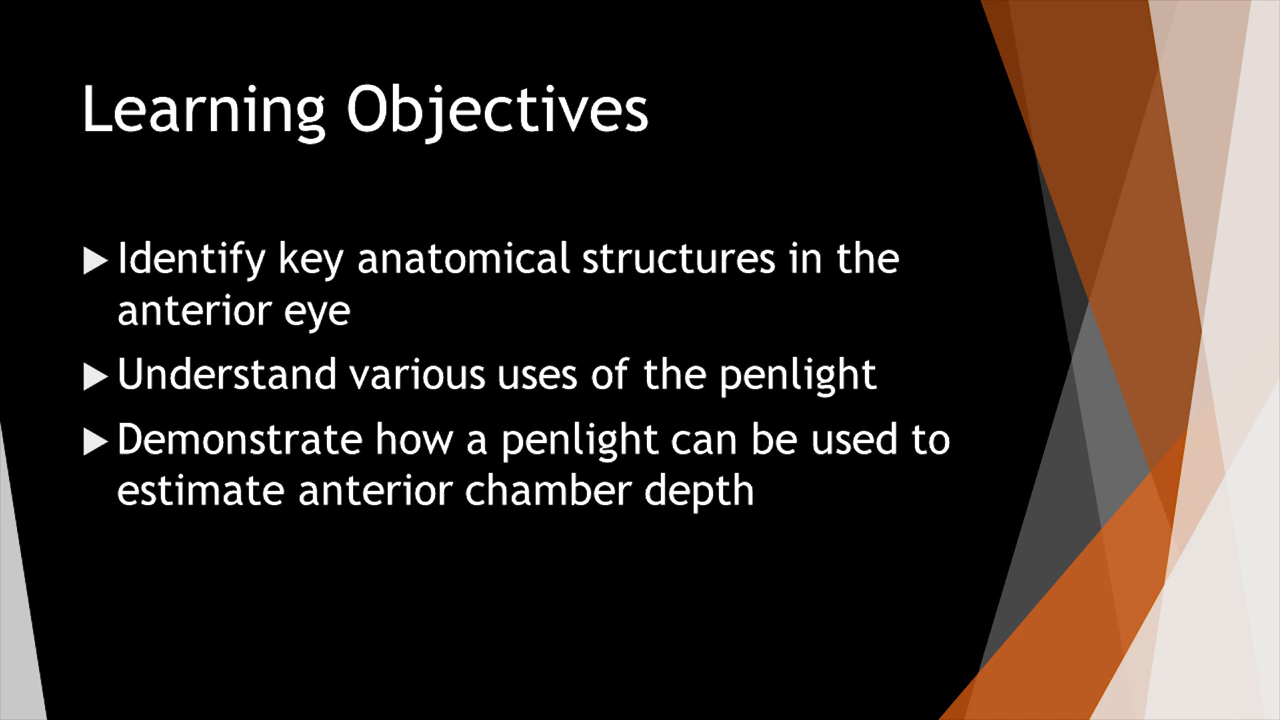 Learning Objectives
Identify key anatomical structures in the
anterior eye
Understand various uses of the penlight
Demonstrate how a penlight can be used to
estimate anterior chamber depth